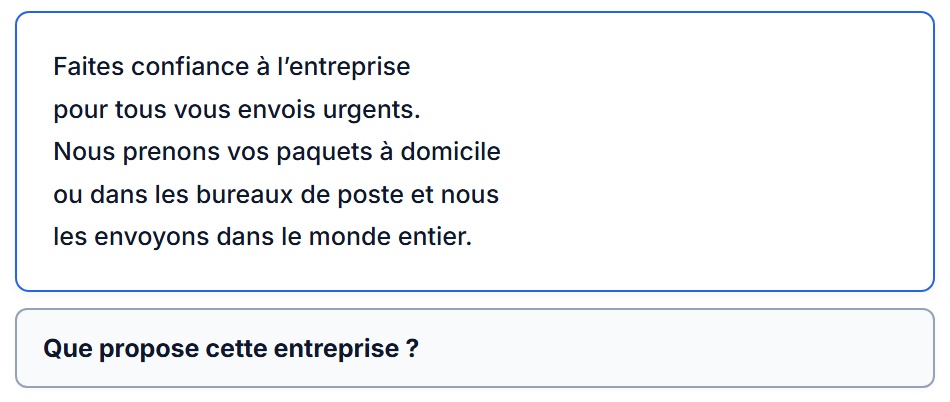 Faites confiance à l’entreprise
pour tous vous envois urgents.
Nous prenons vos paquets à domicile
ou dans les bureaux de poste et nous
les envoyons dans le monde entier.
Que propose cette entreprise ?